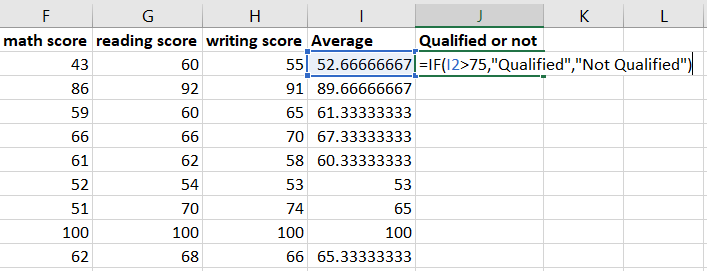 F G H I J K L
math score reading score writing score Average Qualified or not
43 60 55 52.66666667 =IF(I2>75,"Qualified","Not Qualified")
86 92 91 89.66666667
59 60 65 61.33333333
66 66 70 67.33333333
61 62 58 60.33333333
52 54 53 53
51 70 74 65
100 100 100 100
62 68 66 65.33333333